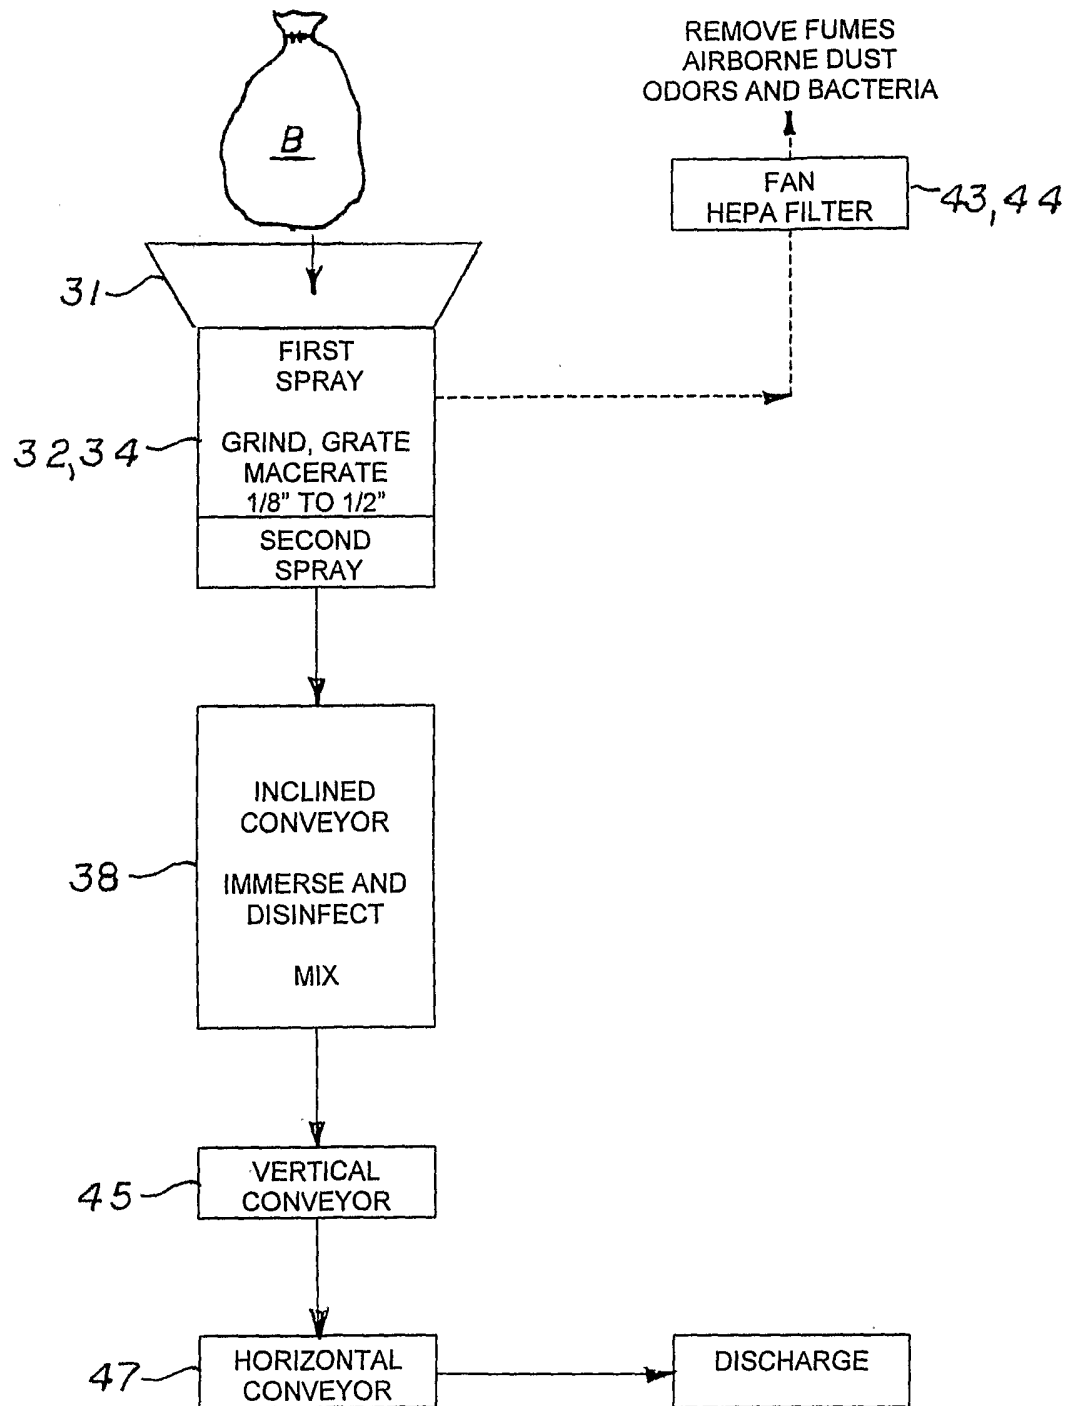 REMOVE FUMES
AIRBORNE DUST
ODORS AND BACTERIA
B
FAN
HEPA FILTER
43,44
31
FIRST
SPRAY
32,34
GRIND, GRATE
MACERATE
1/8" TO 1/2"
SECOND
SPRAY
INCLINED
CONVEYOR
38
IMMERSE AND
DISINFECT
MIX
45
VERTICAL
CONVEYOR
47
HORIZONTAL
CONVEYOR
DISCHARGE